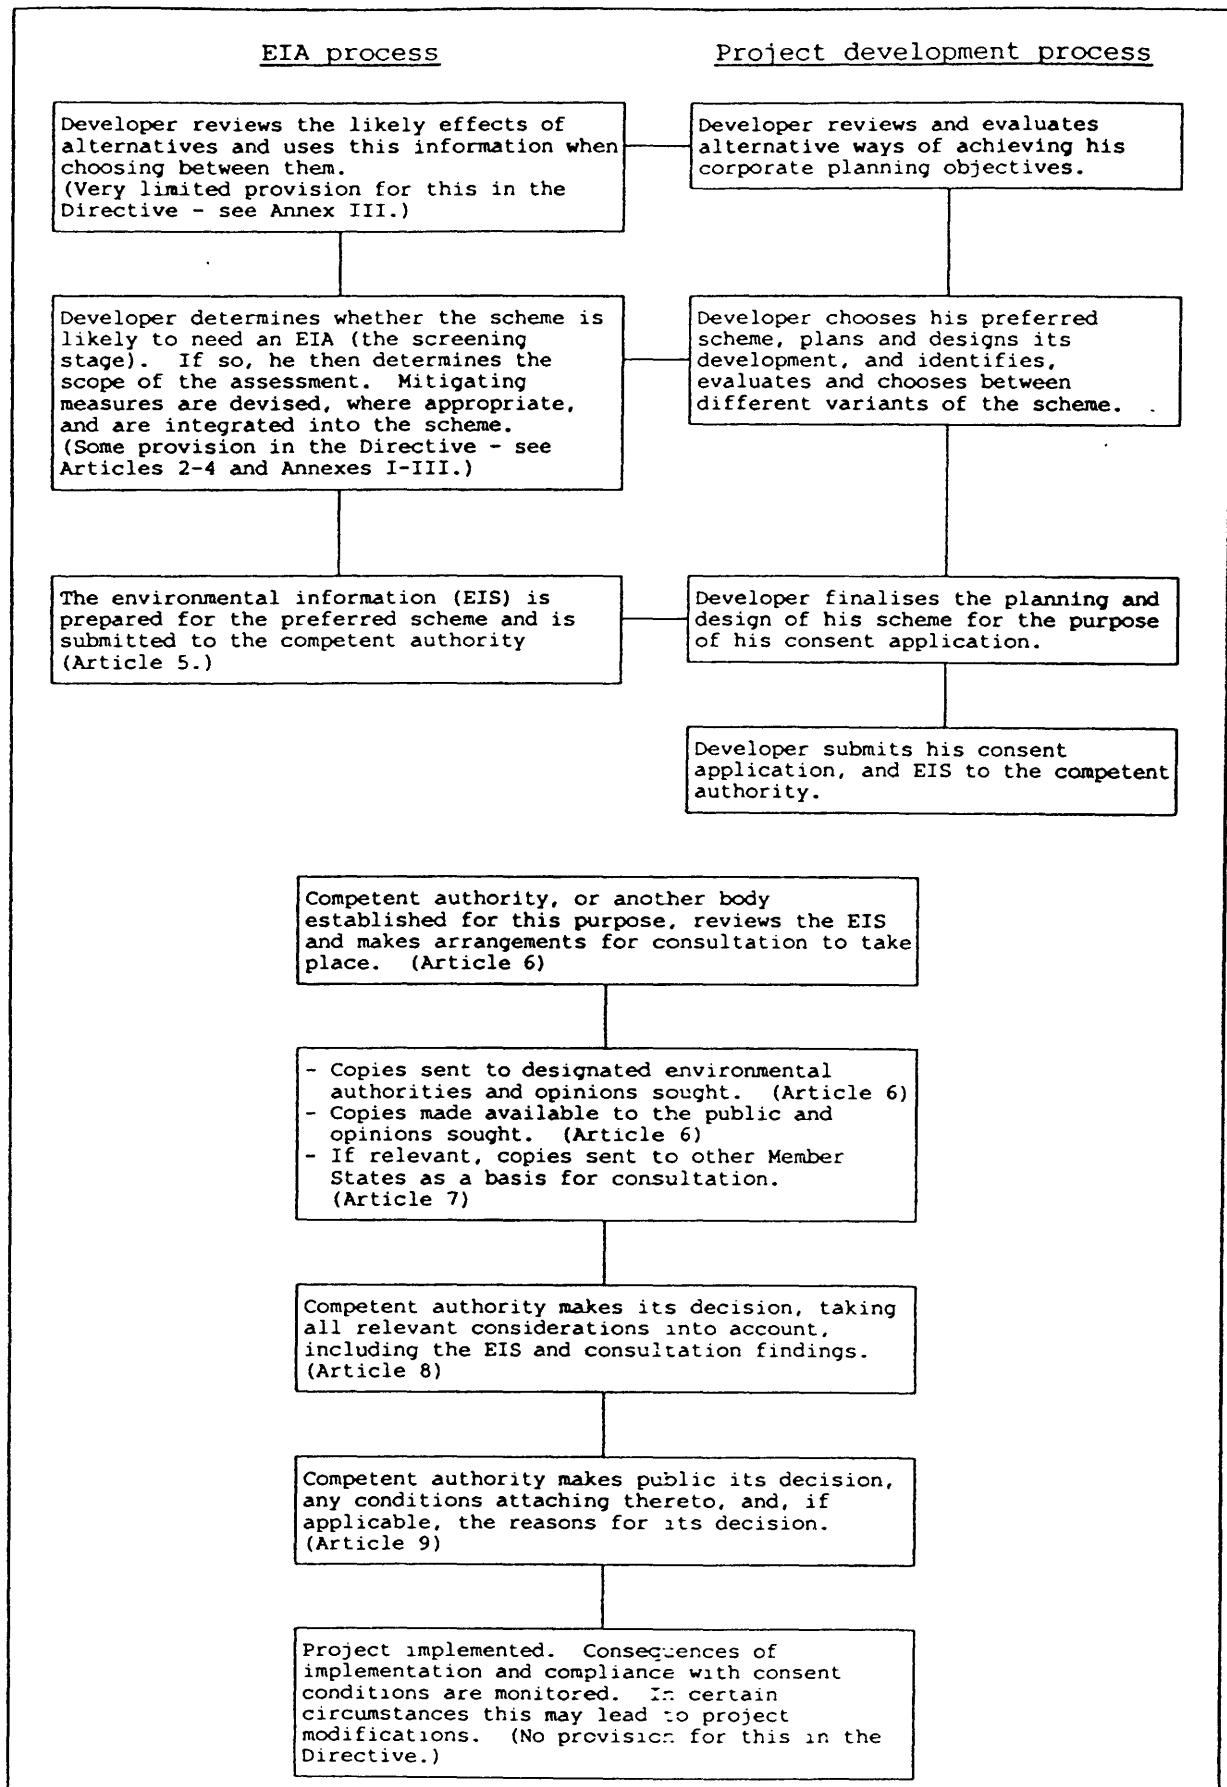 EIA process
Project development process
Developer reviews the likely effects of
alternatives and uses this information when
choosing between them.
(Very limited provision for this in the
Directive - see Annex III.)
Developer reviews and evaluates
alternative ways of achieving his
corporate planning objectives.
Developer determines whether the scheme is
likely to need an EIA (the screening
stage). If so, he then determines the
scope of the assessment. Mitigating
measures are devised, where appropriate,
and are integrated into the scheme.
(Some provision in the Directive - see
Articles 2-4 and Annexes I-III.)
Developer chooses his preferred
scheme, plans and designs its
development, and identifies,
evaluates and chooses between
different variants of the scheme.
The environmental information (EIS) is
prepared for the preferred scheme and is
submitted to the competent authority
(Article 5.)
Developer finalises the planning and
design of his scheme for the purpose
of his consent application.
Developer submits his consent
application, and EIS to the competent
authority.
Competent authority, or another body
established for this purpose, reviews the EIS
and makes arrangements for consultation to take
place. (Article 6)
- Copies sent to designated environmental
authorities and opinions sought. (Article 6)
- Copies made available to the public and
opinions sought. (Article 6)
- If relevant, copies sent to other Member
States as a basis for consultation.
(Article 7)
Competent authority makes its decision, taking
all relevant considerations into account,
including the EIS and consultation findings.
(Article 8)
Competent authority makes public its decision,
any conditions attaching thereto, and, if
applicable, the reasons for its decision.
(Article 9)
Project implemented. Consequences of
implementation and compliance with consent
conditions are monitored. In certain
circumstances this may lead to project
modifications. (No provision for this in the
Directive.)